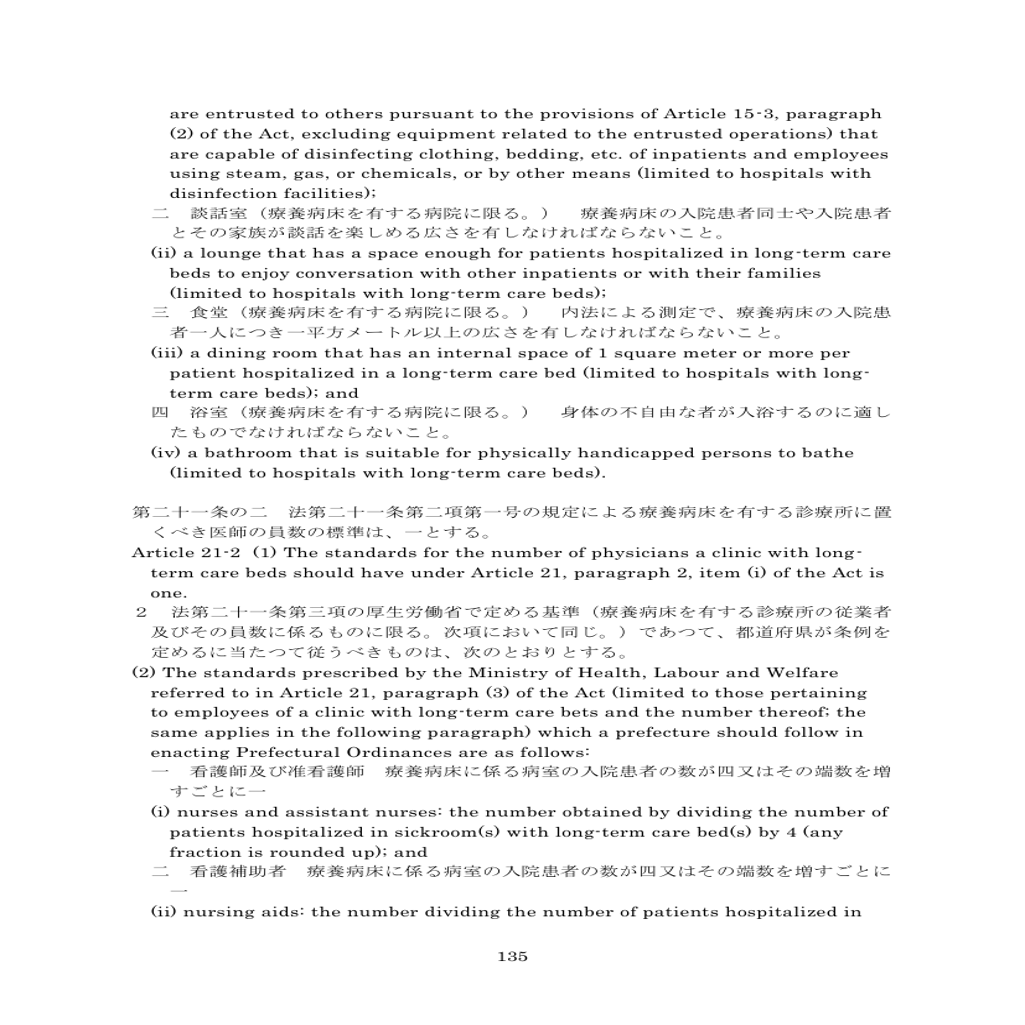 are entrusted to others pursuant to the provisions of Article 15-3, paragraph
(2) of the Act, excluding equipment related to the entrusted operations) that
are capable of disinfecting clothing, bedding, etc. of inpatients and employees
using steam, gas, or chemicals, or by other means (limited to hospitals with
disinfection facilities);
二　談話室（療養病床を有する病院に限る。）　療養病床の入院患者同士や入院患者
とその家族が談話を楽しめる広さを有しなければならないこと。
(ii) a lounge that has a space enough for patients hospitalized in long-term care
beds to enjoy conversation with other inpatients or with their families
(limited to hospitals with long-term care beds);
三　食堂（療養病床を有する病院に限る。）　内法による測定で、療養病床の入院患
者一人につき一平方メートル以上の広さを有しなければならないこと。
(iii) a dining room that has an internal space of 1 square meter or more per
patient hospitalized in a long-term care bed (limited to hospitals with long-
term care beds); and
四　浴室（療養病床を有する病院に限る。）　身体の不自由な者が入浴するのに適し
たものでなければならないこと。
(iv) a bathroom that is suitable for physically handicapped persons to bathe
(limited to hospitals with long-term care beds).
第二十一条の二　法第二十一条第二項第一号の規定による療養病床を有する診療所に置
くべき医師の員数の標準は、一とする。
Article 21-2 (1) The standards for the number of physicians a clinic with long-
term care beds should have under Article 21, paragraph 2, item (i) of the Act is
one.
２　法第二十一条第三項の厚生労働省で定める基準（療養病床を有する診療所の従業者
及びその員数に係るものに限る。次項において同じ。）であつて、都道府県が条例を
定めるに当たつて従うべきものは、次のとおりとする。
(2) The standards prescribed by the Ministry of Health, Labour and Welfare
referred to in Article 21, paragraph (3) of the Act (limited to those pertaining
to employees of a clinic with long-term care bets and the number thereof; the
same applies in the following paragraph) which a prefecture should follow in
enacting Prefectural Ordinances are as follows:
一　看護師及び准看護師　療養病床に係る病室の入院患者の数が四又はその端数を増
すごとに一
(i) nurses and assistant nurses: the number obtained by dividing the number of
patients hospitalized in sickroom(s) with long-term care bed(s) by 4 (any
fraction is rounded up); and
二　看護補助者　療養病床に係る病室の入院患者の数が四又はその端数を増すごとに
一
(ii) nursing aids: the number dividing the number of patients hospitalized in
135